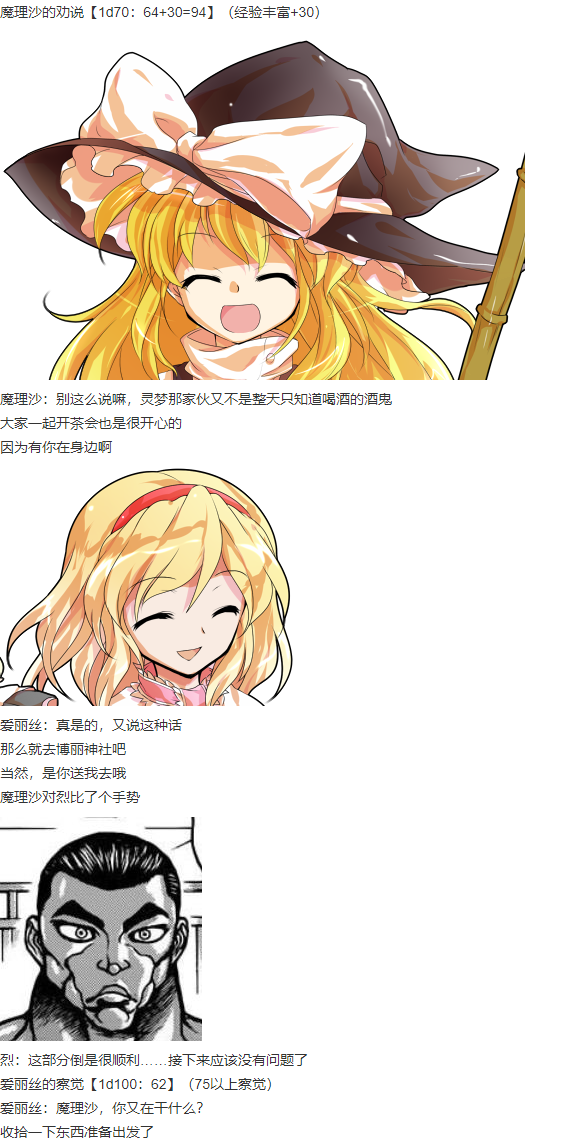 魔理沙的劝说【1d70：64+30=94】（经验丰富+30）
魔理沙：别这么说嘛，灵梦那家伙又不是整天只知道喝酒的酒鬼
大家一起开茶会也是很开心的
因为有你在身边啊
爱丽丝：真是的，又说这种话
那么就去博丽神社吧
当然，是你送我去哦
魔理沙对烈比了个手势
烈：这部分倒是很顺利……接下来应该没有问题了
爱丽丝的察觉【1d100：62】（75以上察觉）
爱丽丝：魔理沙，你又在干什么？
收拾一下东西准备出发了